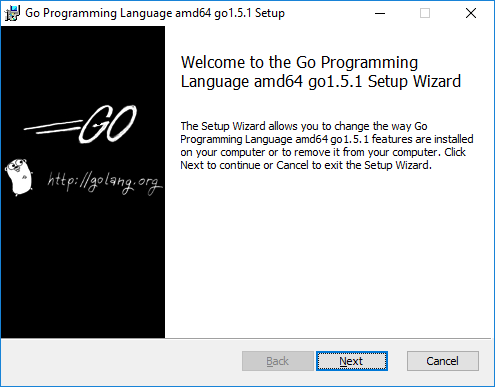 Go Programming Language amd64 go1.5.1 Setup
GO
http://golang.org
Welcome to the Go Programming
Language amd64 go1.5.1 Setup Wizard
The Setup Wizard allows you to change the way Go
Programming Language amd64 go1.5.1 features are installed
on your computer or to remove it from your computer. Click
Next to continue or Cancel to exit the Setup Wizard.
Back Next Cancel